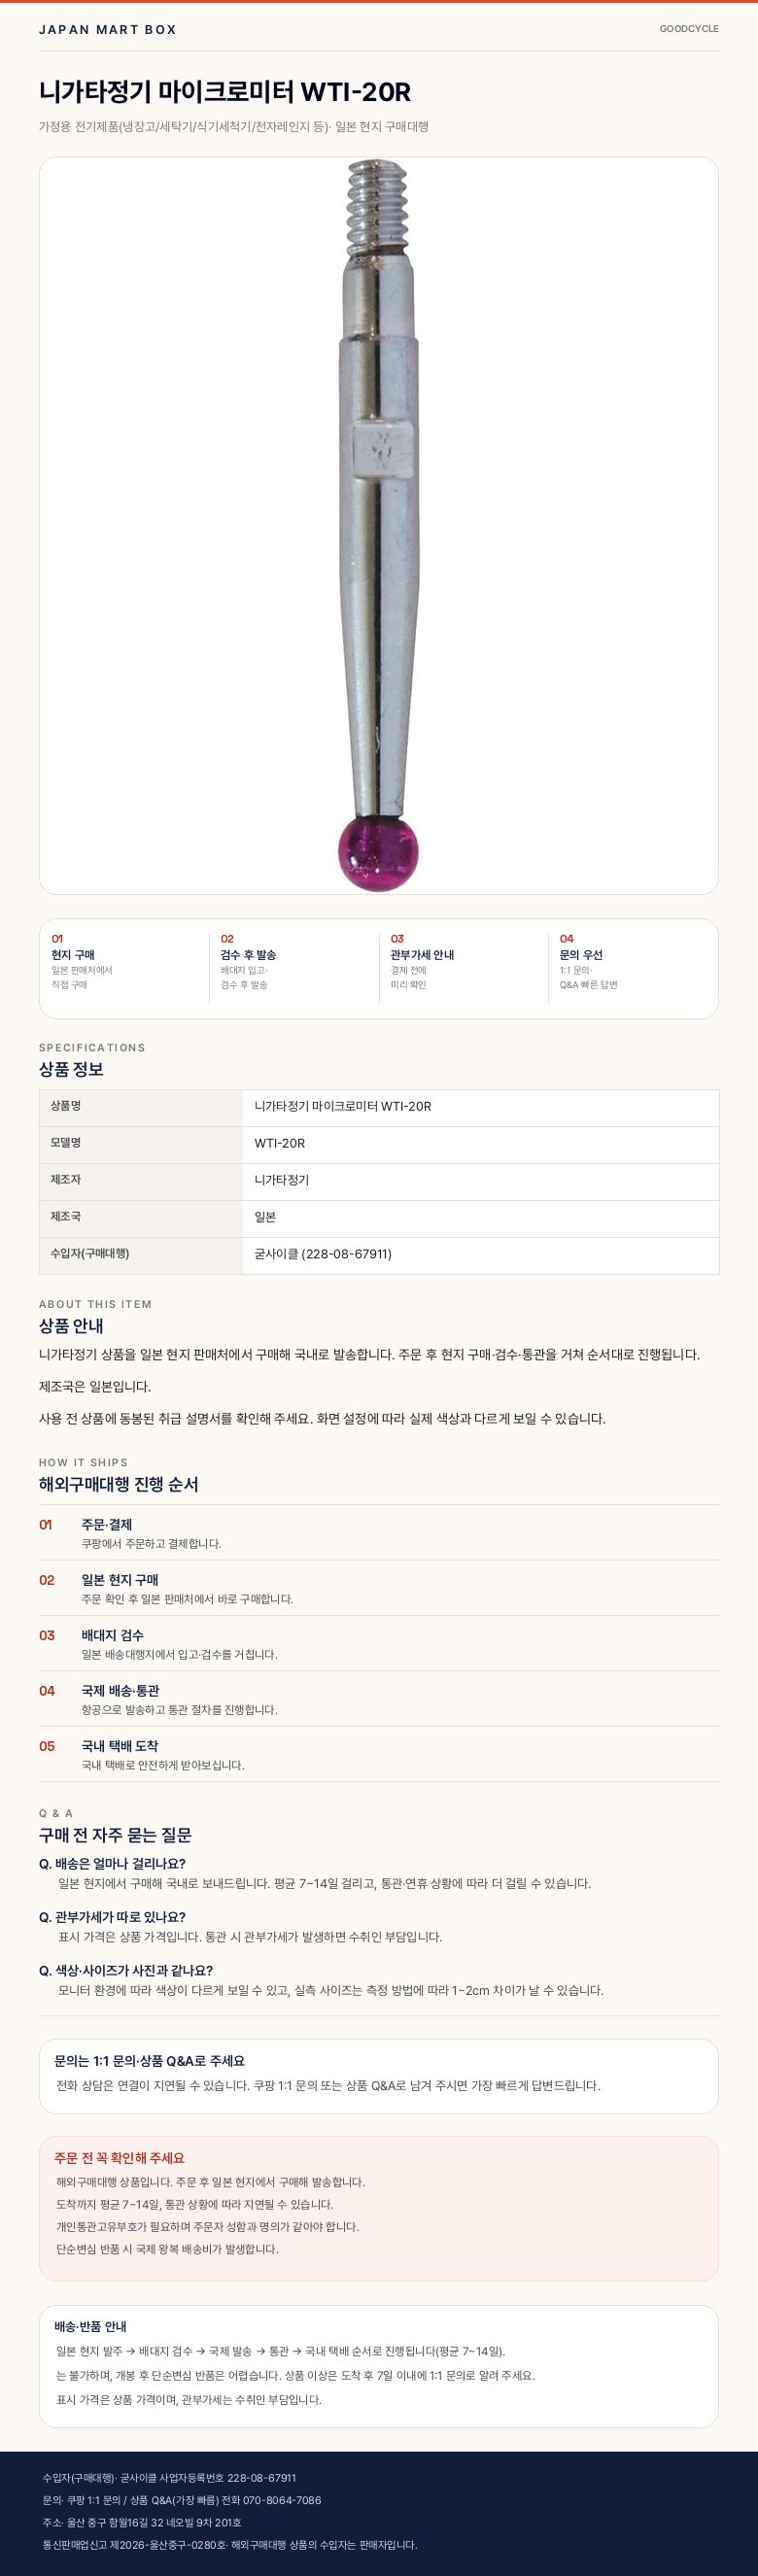 JAPAN MART BOX
GOODCYCLE
니가타정기 마이크로미터 WTI-20R
가정용 전기제품(냉장고/세탁기/식기세척기/전자레인지 등)· 일본 현지 구매대행
01
현지 구매
일본 판매처에서
직접 구매
02
검수 후 발송
배대지 입고·
검수 후 발송
03
관부가세 안내
결제 전에
미리 확인
04
문의 우선
1:1 문의·
Q&A 빠른 답변
SPECIFICATIONS
상품 정보
상품명 니가타정기 마이크로미터 WTI-20R
모델명 WTI-20R
제조자 니가타정기
제조국 일본
수입자(구매대행) 굳사이클 (228-08-67911)
ABOUT THIS ITEM
상품 안내
니가타정기 상품을 일본 현지 판매처에서 구매해 국내로 발송합니다. 주문 후 현지 구매·검수·통관을 거쳐 순서대로 진행됩니다.
제조국은 일본입니다.
사용 전 상품에 동봉된 취급 설명서를 확인해 주세요. 화면 설정에 따라 실제 색상과 다르게 보일 수 있습니다.
HOW IT SHIPS
해외구매대행 진행 순서
01 주문·결제
쿠팡에서 주문하고 결제합니다.
02 일본 현지 구매
주문 확인 후 일본 판매처에서 바로 구매합니다.
03 배대지 검수
일본 배송대행지에서 입고·검수를 거칩니다.
04 국제 배송·통관
항공으로 발송하고 통관 절차를 진행합니다.
05 국내 택배 도착
국내 택배로 안전하게 받아보십니다.
Q & A
구매 전 자주 묻는 질문
Q. 배송은 얼마나 걸리나요?
일본 현지에서 구매해 국내로 보내드립니다. 평균 7~14일 걸리고, 통관·연휴 상황에 따라 더 걸릴 수 있습니다.
Q. 관부가세가 따로 있나요?
표시 가격은 상품 가격입니다. 통관 시 관부가세가 발생하면 수취인 부담입니다.
Q. 색상·사이즈가 사진과 같나요?
모니터 환경에 따라 색상이 다르게 보일 수 있고, 실측 사이즈는 측정 방법에 따라 1~2cm 차이가 날 수 있습니다.
문의는 1:1 문의·상품 Q&A로 주세요
전화 상담은 연결이 지연될 수 있습니다. 쿠팡 1:1 문의 또는 상품 Q&A로 남겨 주시면 가장 빠르게 답변드립니다.
주문 전 꼭 확인해 주세요
해외구매대행 상품입니다. 주문 후 일본 현지에서 구매해 발송합니다.
도착까지 평균 7~14일, 통관 상황에 따라 지연될 수 있습니다.
개인통관고유부호가 필요하며 주문자 성함과 명의가 같아야 합니다.
단순변심 반품 시 국제 왕복 배송비가 발생합니다.
배송·반품 안내
일본 현지 발주 → 배대지 검수 → 국제 발송 → 통관 → 국내 택배 순서로 진행됩니다(평균 7~14일).
는 불가하며, 개봉 후 단순변심 반품은 어렵습니다. 상품 이상은 도착 후 7일 이내에 1:1 문의로 알려 주세요.
표시 가격은 상품 가격이며, 관부가세는 수취인 부담입니다.
수입자(구매대행)· 굳사이클 사업자등록번호 228-08-67911
문의· 쿠팡 1:1 문의 / 상품 Q&A(가장 빠름) 전화 070-8064-7086
주소· 울산 중구 함월16길 32 네오빌 9차 201호
통신판매업신고 제2026-울산중구-0280호· 해외구매대행 상품의 수입자는 판매자입니다.